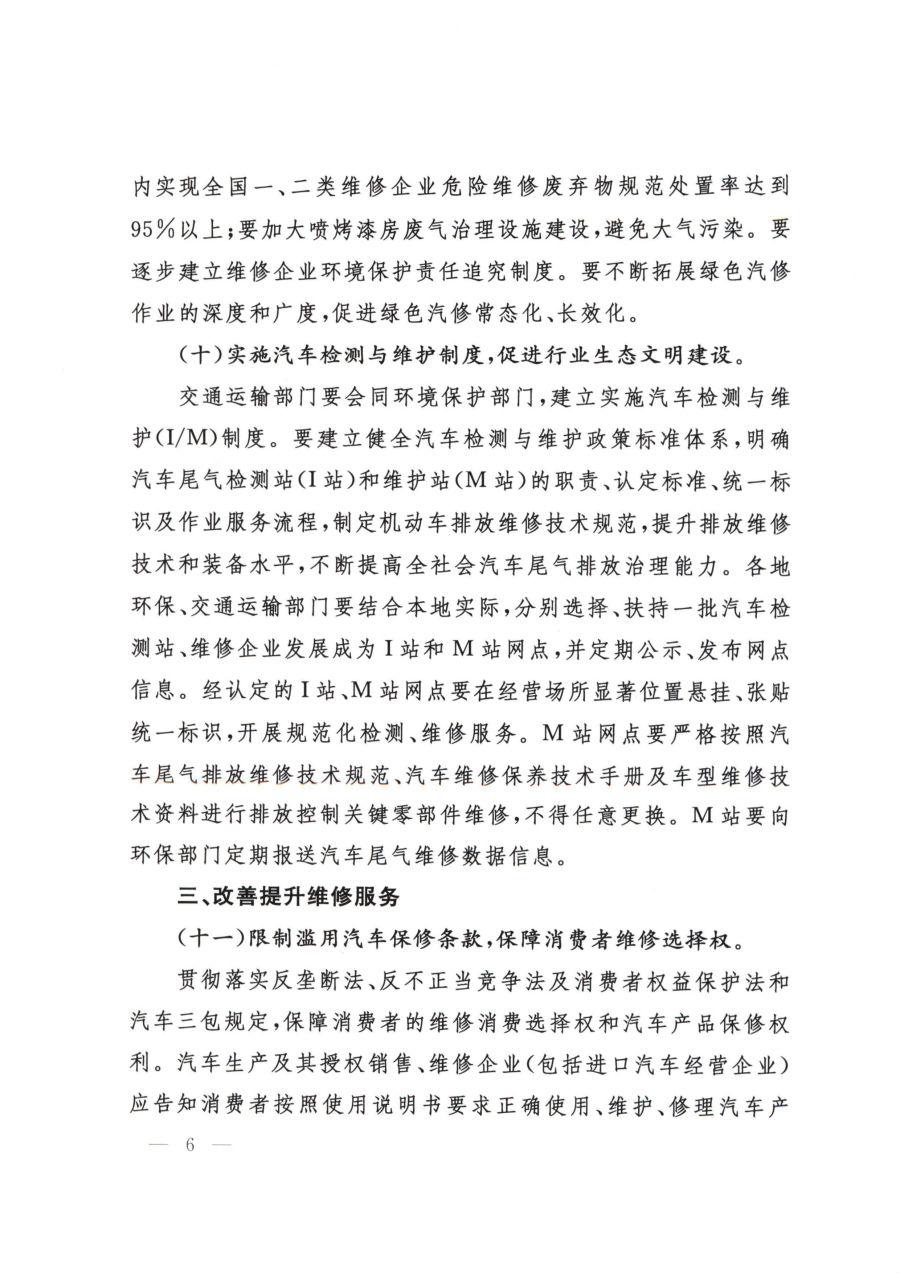 内实现全国一、二类维修企业危险维修废弃物规范处置率达到
95%以上;要加大喷烤漆房废气治理设施建设,避免大气污染。要
逐步建立维修企业环境保护责任追究制度。要不断拓展绿色汽修
作业的深度和广度,促进绿色汽修常态化、长效化。
(十)实施汽车检测与维护制度,促进行业生态文明建设。
交通运输部门要会同环境保护部门,建立实施汽车检测与维
护(I/M)制度。要建立健全汽车检测与维护政策标准体系,明确
汽车尾气检测站(I站)和维护站(M站)的职责、认定标准、统一标
识及作业服务流程,制定机动车排放维修技术规范,提升排放维修
技术和装备水平,不断提高全社会汽车尾气排放治理能力。各地
环保、交通运输部门要结合本地实际,分别选择、扶持一批汽车检
测站、维修企业发展成为I站和M站网点,并定期公示、发布网点
信息。经认定的I站、M站网点要在经营场所显著位置悬挂、张贴
统一标识,开展规范化检测、维修服务。M站网点要严格按照汽
车尾气排放维修技术规范、汽车维修保养技术手册及车型维修技
术资料进行排放控制关键零部件维修,不得任意更换。M站要向
环保部门定期报送汽车尾气维修数据信息。
三、改善提升维修服务
(十一)限制滥用汽车保修条款,保障消费者维修选择权。
贯彻落实反垄断法、反不正当竞争法及消费者权益保护法和
汽车三包规定,保障消费者的维修消费选择权和汽车产品保修权
利。汽车生产及其授权销售、维修企业(包括进口汽车经营企业)
应告知消费者按照使用说明书要求正确使用、维护、修理汽车产
— 6 —